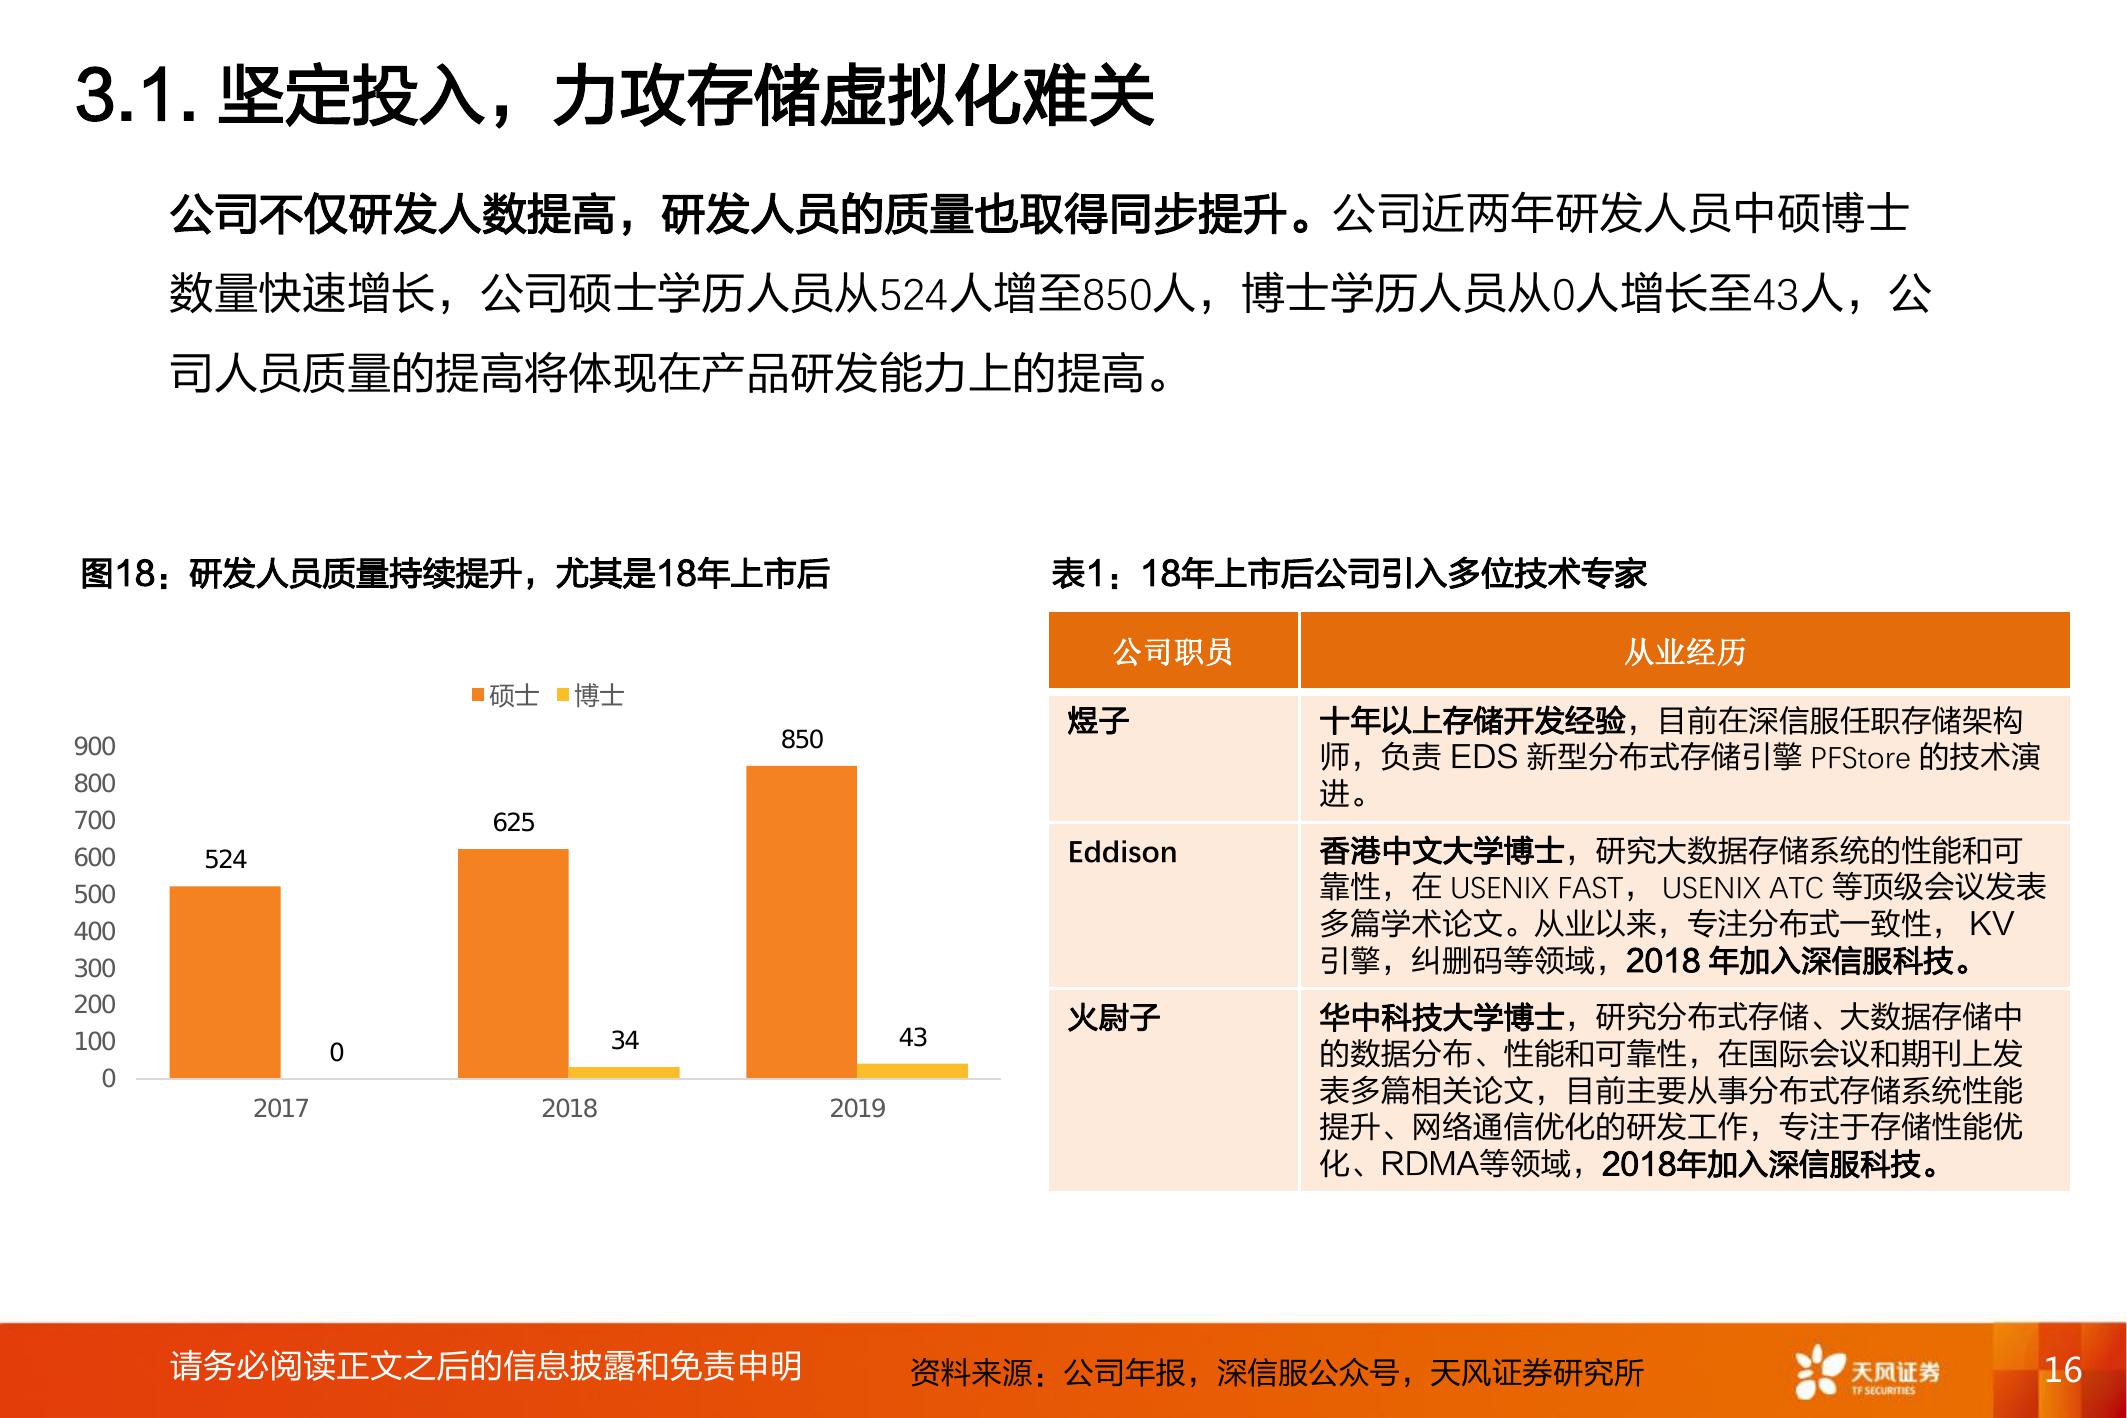 3.1. 坚定投入，力攻存储虚拟化难关
公司不仅研发人数提高，研发人员的质量也取得同步提升。公司近两年研发人员中硕博士
数量快速增长，公司硕士学历人员从524人增至850人，博士学历人员从0人增长至43人，公
司人员质量的提高将体现在产品研发能力上的提高。
图18：研发人员质量持续提升，尤其是18年上市后
硕士 博士
900
800
700
600
500
400
300
200
100
0
524
0
625
34
850
43
2017
2018
2019
表1：18年上市后公司引入多位技术专家
公司职员
从业经历
煜子
十年以上存储开发经验，目前在深信服任职存储架构
师，负责 EDS 新型分布式存储引擎 PFStore 的技术演
进。
Eddison
香港中文大学博士，研究大数据存储系统的性能和可
靠性，在 USENIX FAST， USENIX ATC 等顶级会议发表
多篇学术论文。从业以来，专注分布式一致性， KV
引擎，纠删码等领域，2018 年加入深信服科技。
火尉子
华中科技大学博士，研究分布式存储、大数据存储中
的数据分布、性能和可靠性，在国际会议和期刊上发
表多篇相关论文，目前主要从事分布式存储系统性能
提升、网络通信优化的研发工作，专注于存储性能优
化、RDMA等领域，2018年加入深信服科技。
请务必阅读正文之后的信息披露和免责申明
资料来源：公司年报，深信服公众号，天风证券研究所
天风证券
TF SECURITIES
16